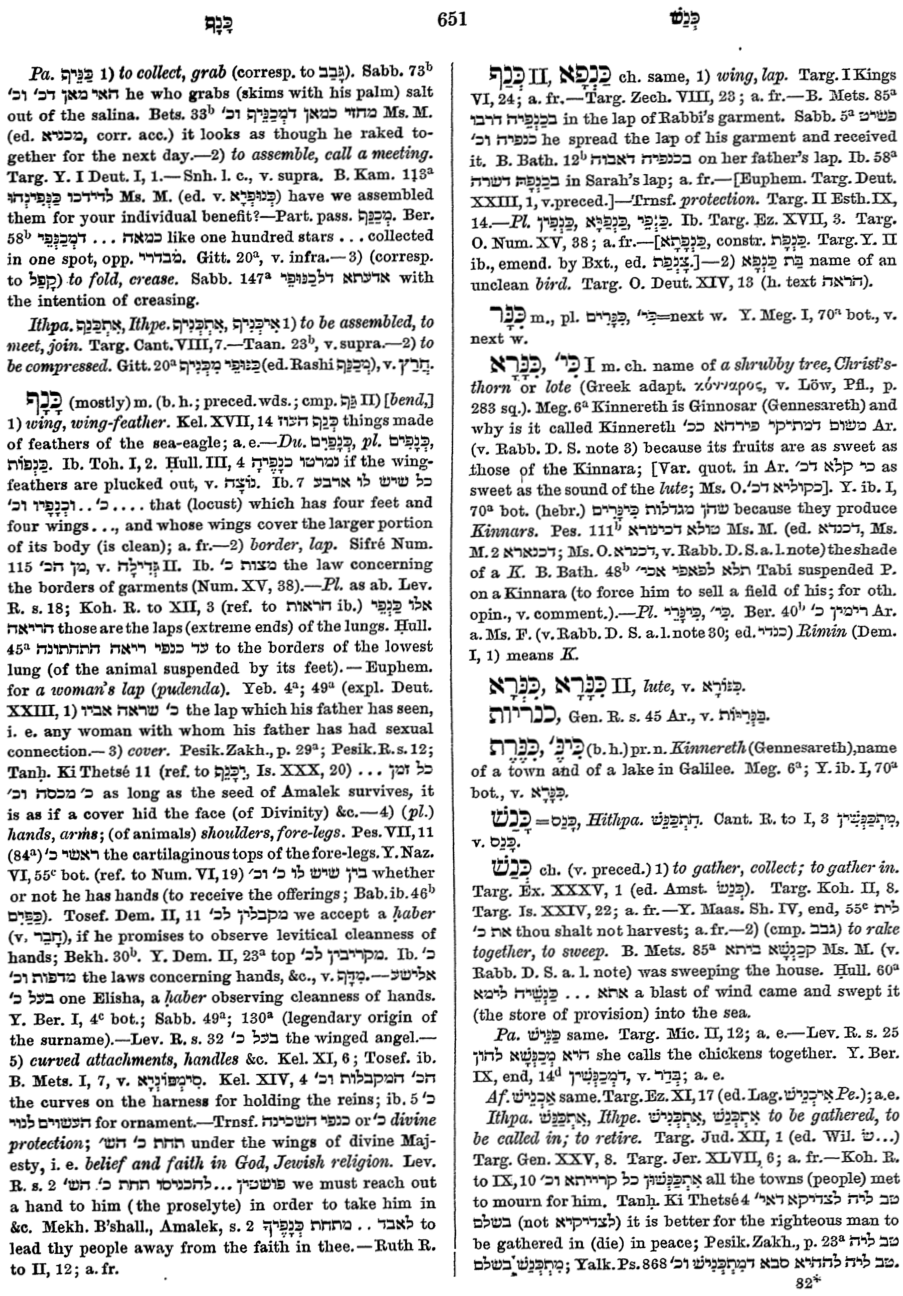 כָּנָף
651
כְּנַשׁ
Pa. כַּנֵּיף 1) to collect, grab (corresp. to גָּבַב). Sabb. 73ᵇ
האי מאן דכ׳ וכ׳ he who grabs (skims with his palm) salt
out of the salina. Bets. 33ᵇ מחזי כמאן דִמְכַנֵּיף וכ׳ Ms. M.
(ed. מכניא, corr. acc.) it looks as though he raked to-
gether for the next day.—2) to assemble, call a meeting.
Targ. Y. I Deut. I, 1.—Snh. l. c., v. supra. B. Kam. 113ᵃ
לדידכו כַּנְּפִינְהוּ Ms. M. (ed. v. כְּנוּפְיָא) have we assembled
them for your individual benefit?—Part. pass. מְכַנַּף. Ber.
58ᵇ כמאה ... דִמְכַנְּפֵי like one hundred stars ... collected
in one spot, opp. מבדרי. Gitt. 20ᵃ, v. infra.—3) (corresp.
to קָפַל) to fold, crease. Sabb. 147ᵃ אדעתא דלכַנּוּפֵי with
the intention of creasing.
Ithpa. אִתְכַּנַּף, Ithpe. אִתְכְּנֵיף, אִיכְּנִיף 1) to be assembled, to
meet, join. Targ. Cant. VIII, 7.—Taan. 23ᵇ, v. supra.—2) to
be compressed. Gitt. 20ᵃ כנופי מִכְּנֵיף (ed. Rashi מְכַנַּף), v. חֲרַץ.
כָּנָף (mostly) m. (b. h.; preced. wds.; cmp. גַּף II) [bend,]
1) wing, wing-feather. Kel. XVII, 14 כְּנַף העוז things made
of feathers of the sea-eagle; a. e.—Du. כְּנָפַיִם, pl. כְּנָפִים,
כְּנָפוֹת. Ib. Toh. I, 2. Ḥull. III, 4 נמרטו כנפיה if the wing-
feathers are plucked out, v. נוֹצָה. Ib. 7 כל שיש לו ארבע
כ׳.. וכנפיו וכ׳ .... that (locust) which has four feet and
four wings ..., and whose wings cover the larger portion
of its body (is clean); a. fr.—2) border, lap. Sifré Num.
115 מן הכ׳, v. גְּדִילָה II. Ib. מצות כ׳ the law concerning
the borders of garments (Num. XV, 38).—Pl. as ab. Lev.
R. s. 18; Koh. R. to XII, 3 (ref. to הראות ib.) אלו כַּנְפֵי
הריאה those are the laps (extreme ends) of the lungs. Ḥull.
45ᵃ עד כנפי ריאה התחתונה to the borders of the lowest
lung (of the animal suspended by its feet).—Euphem.
for a woman's lap (pudenda). Yeb. 4ᵃ; 49ᵃ (expl. Deut.
XXIII, 1) כ׳ שראה אביו the lap which his father has seen,
i. e. any woman with whom his father has had sexual
connection.—3) cover. Pesik. Zakh., p. 29ᵃ; Pesik. R. s. 12;
Tanḥ. Ki Thetsé 11 (ref. to יִכָּנֵף, Is. XXX, 20) כל זמן ...
כ׳ מכסה וכ׳ as long as the seed of Amalek survives, it
is as if a cover hid the face (of Divinity) &c.—4) (pl.)
hands, arms; (of animals) shoulders, fore-legs. Pes. VII, 11
(84ᵃ) ראשי כ׳ the cartilaginous tops of the fore-legs. Y. Naz.
VI, 55ᶜ bot. (ref. to Num. VI, 19) בין שיש לו כ׳ וכ׳ whether
or not he has hands (to receive the offerings; Bab. ib. 46ᵇ
כַּפַּיִם). Tosef. Dem. II, 11 מקבלין לכ׳ we accept a ḥaber
(v. חָבֵר), if he promises to observe levitical cleanness of
hands; Bekh. 30ᵇ. Y. Dem. II, 23ᵃ top מקריבין לכ׳. Ib. כ׳
מדפות וכ׳ the laws concerning hands, &c., v. מַדָּף.—אלישע
בעל כ׳ one Elisha, a ḥaber observing cleanness of hands.
Y. Ber. I, 4ᶜ bot.; Sabb. 49ᵃ; 130ᵃ (legendary origin of
the surname).—Lev. R. s. 32 בעל כ׳ the winged angel.—
5) curved attachments, handles &c. Kel. XI, 6; Tosef. ib.
B. Mets. I, 7, v. סִימְפּוֹנְיָא. Kel. XIV, 4 הכ׳ המקבלות וכ׳
the curves on the harness for holding the reins; ib. 5 כ׳
העשויים לנוי for ornament.—Trnsf. כנפי השכינה or כ׳ divine
protection; תחת כ׳ הש׳ under the wings of divine Maj-
esty, i. e. belief and faith in God, Jewish religion. Lev.
R. s. 2 פושטין... להכניסו תחת כ׳ הש׳ we must reach out
a hand to him (the proselyte) in order to take him in
&c. Mekh. B'shall., Amalek, s. 2 לאבד .. מתחת כְּנָפֶיךָ to
lead thy people away from the faith in thee.—Ruth R.
to II, 12; a. fr.
כְּנַף II, כַּנְפָא ch. same, 1) wing, lap. Targ. I Kings
VI, 24; a. fr.—Targ. Zech. VIII, 23; a. fr.—B. Mets. 85ᵃ
בכַנְפֵיה דרבי in the lap of Rabbi's garment. Sabb. 5ᵃ פשיט
כנפיה וכ׳ he spread the lap of his garment and received
it. B. Bath. 12ᵇ בכנפיה דאבוה on her father's lap. Ib. 58ᵃ
בכַנְפָהּ דשרה in Sarah's lap; a. fr.—[Euphem. Targ. Deut.
XXIII, 1, v. preced.]—Trnsf. protection. Targ. II Esth. IX,
14.—Pl. כַּנְפֵי, כַּנְפַיָּא, כַּנְפִין. Ib. Targ. Ez. XVII, 3. Targ.
O. Num. XV, 38; a. fr.—[כַּנְפָתָא, constr. כַּנְפַת. Targ. Y. II
ib., emend. by Bxt., ed. צִנְפַת.]—2) בַּת כַּנְפָא name of an
unclean bird. Targ. O. Deut. XIV, 13 (h. text הראה).
כִּנָּר m., pl. כִּנָּרִים, כִּי׳=next w. Y. Meg. I, 70ᵃ bot., v.
next w.
כִּנָּרָא, כִּי׳ I m. ch. name of a shrubby tree, Christ's-
thorn or lote (Greek adapt. κόνναρος, v. Löw, Pfl., p.
283 sq.). Meg. 6ᵃ Kinnereth is Ginnosar (Gennesareth) and
why is it called Kinnereth משום דמתיקי פירהא ככ׳ Ar.
(v. Rabb. D. S. note 3) because its fruits are as sweet as
those of the Kinnara; [Var. quot. in Ar. כי קלא דכ׳ as
sweet as the sound of the lute; Ms. O. כקוליא דכ׳]. Y. ib. I,
70ᵃ bot. (hebr.) שהן מגדלות כִּינָּרִים because they produce
Kinnars. Pes. 111ᵇ טולא דכינרא Ms. M. (ed. דכנדא, Ms.
M. 2 דכנארא; Ms. O. דכנרא, v. Rabb. D. S. a. l. note) the shade
of a K. B. Bath. 48ᵇ תלא לפאפי אכי׳ Tabi suspended P.
on a Kinnara (to force him to sell a field of his; for oth.
opin., v. comment.).—Pl. כִּי׳, כִּינָּרֵי. Ber. 40ᵇ רימין כ׳ Ar.
a. Ms. F. (v. Rabb. D. S. a. l. note 30; ed. כנדי) Rimin (Dem.
I, 1) means K.
כִּנָּרָא, כִּנְּרָא II, lute, v. כִּנּוֹרָא.
כנריות, Gen. R. s. 45 Ar., v. בַּנְּרִיּוֹת.
כִּנֶּרֶת, כִּינּ׳ (b. h.) pr. n. Kinnereth (Gennesareth), name
of a town and of a lake in Galilee. Meg. 6ᵃ; Y. ib. I, 70ᵃ
bot., v. כִּנָּרָא.
כָּנַשׁ=כָּנַס, Hithpa. הִתְכַּנֵּשׁ. Cant. R. to I, 3 מִתְכַּנְּשִׁין,
v. כָּנַס.
כְּנַשׁ ch. (v. preced.) 1) to gather, collect; to gather in.
Targ. Ex. XXXV, 1 (ed. Amst. כַּנֵּשׁ). Targ. Koh. II, 8.
Targ. Is. XXIV, 22; a. fr.—Y. Maas. Sh. IV, end, 55ᶜ לית
את כ׳ thou shalt not harvest; a. fr.—2) (cmp. גבב) to rake
together, to sweep. B. Mets. 85ᵃ קכַנְשָׁא ביתא Ms. M. (v.
Rabb. D. S. a. l. note) was sweeping the house. Ḥull. 60ᵃ
אתא ... כַּנְשֵׁיה לימא a blast of wind came and swept it
(the store of provision) into the sea.
Pa. כַּנֵּישׁ same. Targ. Mic. II, 12; a. e.—Lev. R. s. 25
היא מְכַנְּשָׁא להון she calls the chickens together. Y. Ber.
IX, end, 14ᵈ דִמְכַנְּשִׁין, v. בְּדַר; a. e.
Af. אַכְנֵישׁ same. Targ. Ez. XI, 17 (ed. Lag. אִיכְנֵישׁ Pe.); a. e.
Ithpa. אִתְכַּנַּשׁ, Ithpe. אִתְכְּנֵישׁ, אִתְכְּנֵשׁ to be gathered, to
be called in; to retire. Targ. Jud. XII, 1 (ed. Wil. שׂ...)
Targ. Gen. XXV, 8. Targ. Jer. XLVII, 6; a. fr.—Koh. R.
to IX, 10 אִתְכַּנְּשׁוּן כל קרייתא וכ׳ all the towns (people) met
to mourn for him. Tanḥ. Ki Thetsé 4 טב ליה לצדיקא דאי׳
בשלם (not לצדיקיא) it is better for the righteous man to
be gathered in (die) in peace; Pesik. Zakh., p. 23ᵃ טב ליה
מִתְכְּנֵשׁ בשלם; Yalk. Ps. 868 טב ליה לההיא סבא דמִתְכְּנֵישׁ וכ׳.
82*